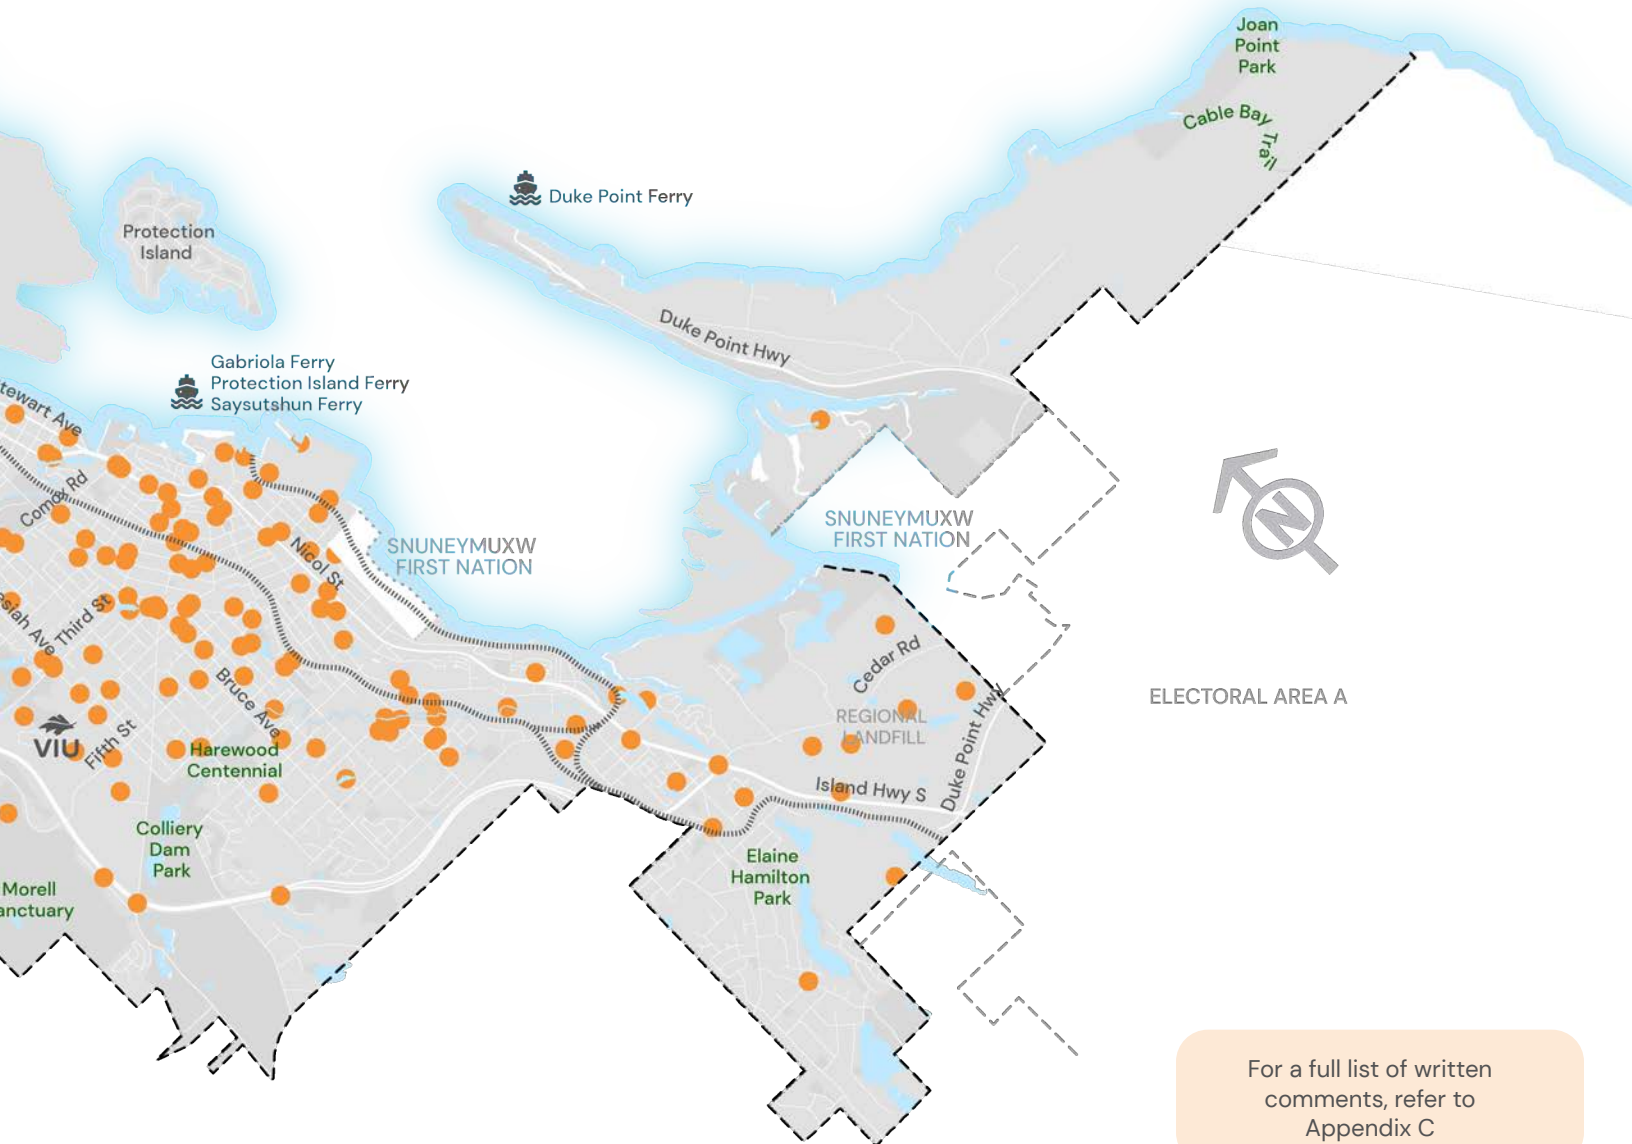 Joan
Point
Park
Cable Bay Trail
Duke Point Ferry
Protection
Island
Duke Point Hwy
Gabriola Ferry
Protection Island Ferry
Saysutshun Ferry
tewart Ave
Comox Rd
SNUNEYMUXW
FIRST NATION
SNUNEYMUXW
FIRST NATION
Nicol St
N
esiah Ave
Third St
Cedar Rd
Bruce Ave
ELECTORAL AREA A
REGIONAL
LANDFILL
Duke Point Hwy
VIU
Fifth St
Harewood
Centennial
Island Hwy S
Colliery
Dam
Park
Elaine
Hamilton
Park
Morell
anctuary
For a full list of written
comments, refer to
Appendix C